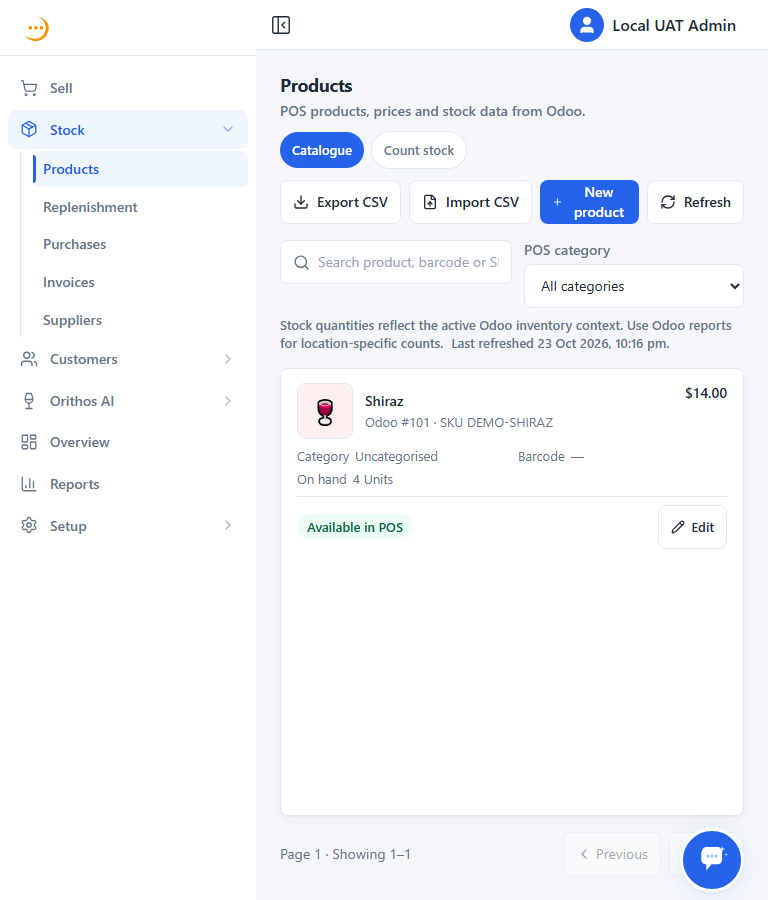 Local UAT Admin
Sell
Stock
Products
Replenishment
Purchases
Invoices
Suppliers
Customers
Orithos AI
Overview
Reports
Setup
Products
POS products, prices and stock data from Odoo.
Catalogue
Count stock
Export CSV
Import CSV
New
product
Refresh
Search product, barcode or S
POS category
All categories
Stock quantities reflect the active Odoo inventory context. Use Odoo reports
for location-specific counts. Last refreshed 23 Oct 2026, 10:16 pm.
Shiraz
$14.00
Odoo #101 · SKU DEMO-SHIRAZ
Category Uncategorised
Barcode —
On hand 4 Units
Available in POS
Edit
Page 1 · Showing 1–1
Previous